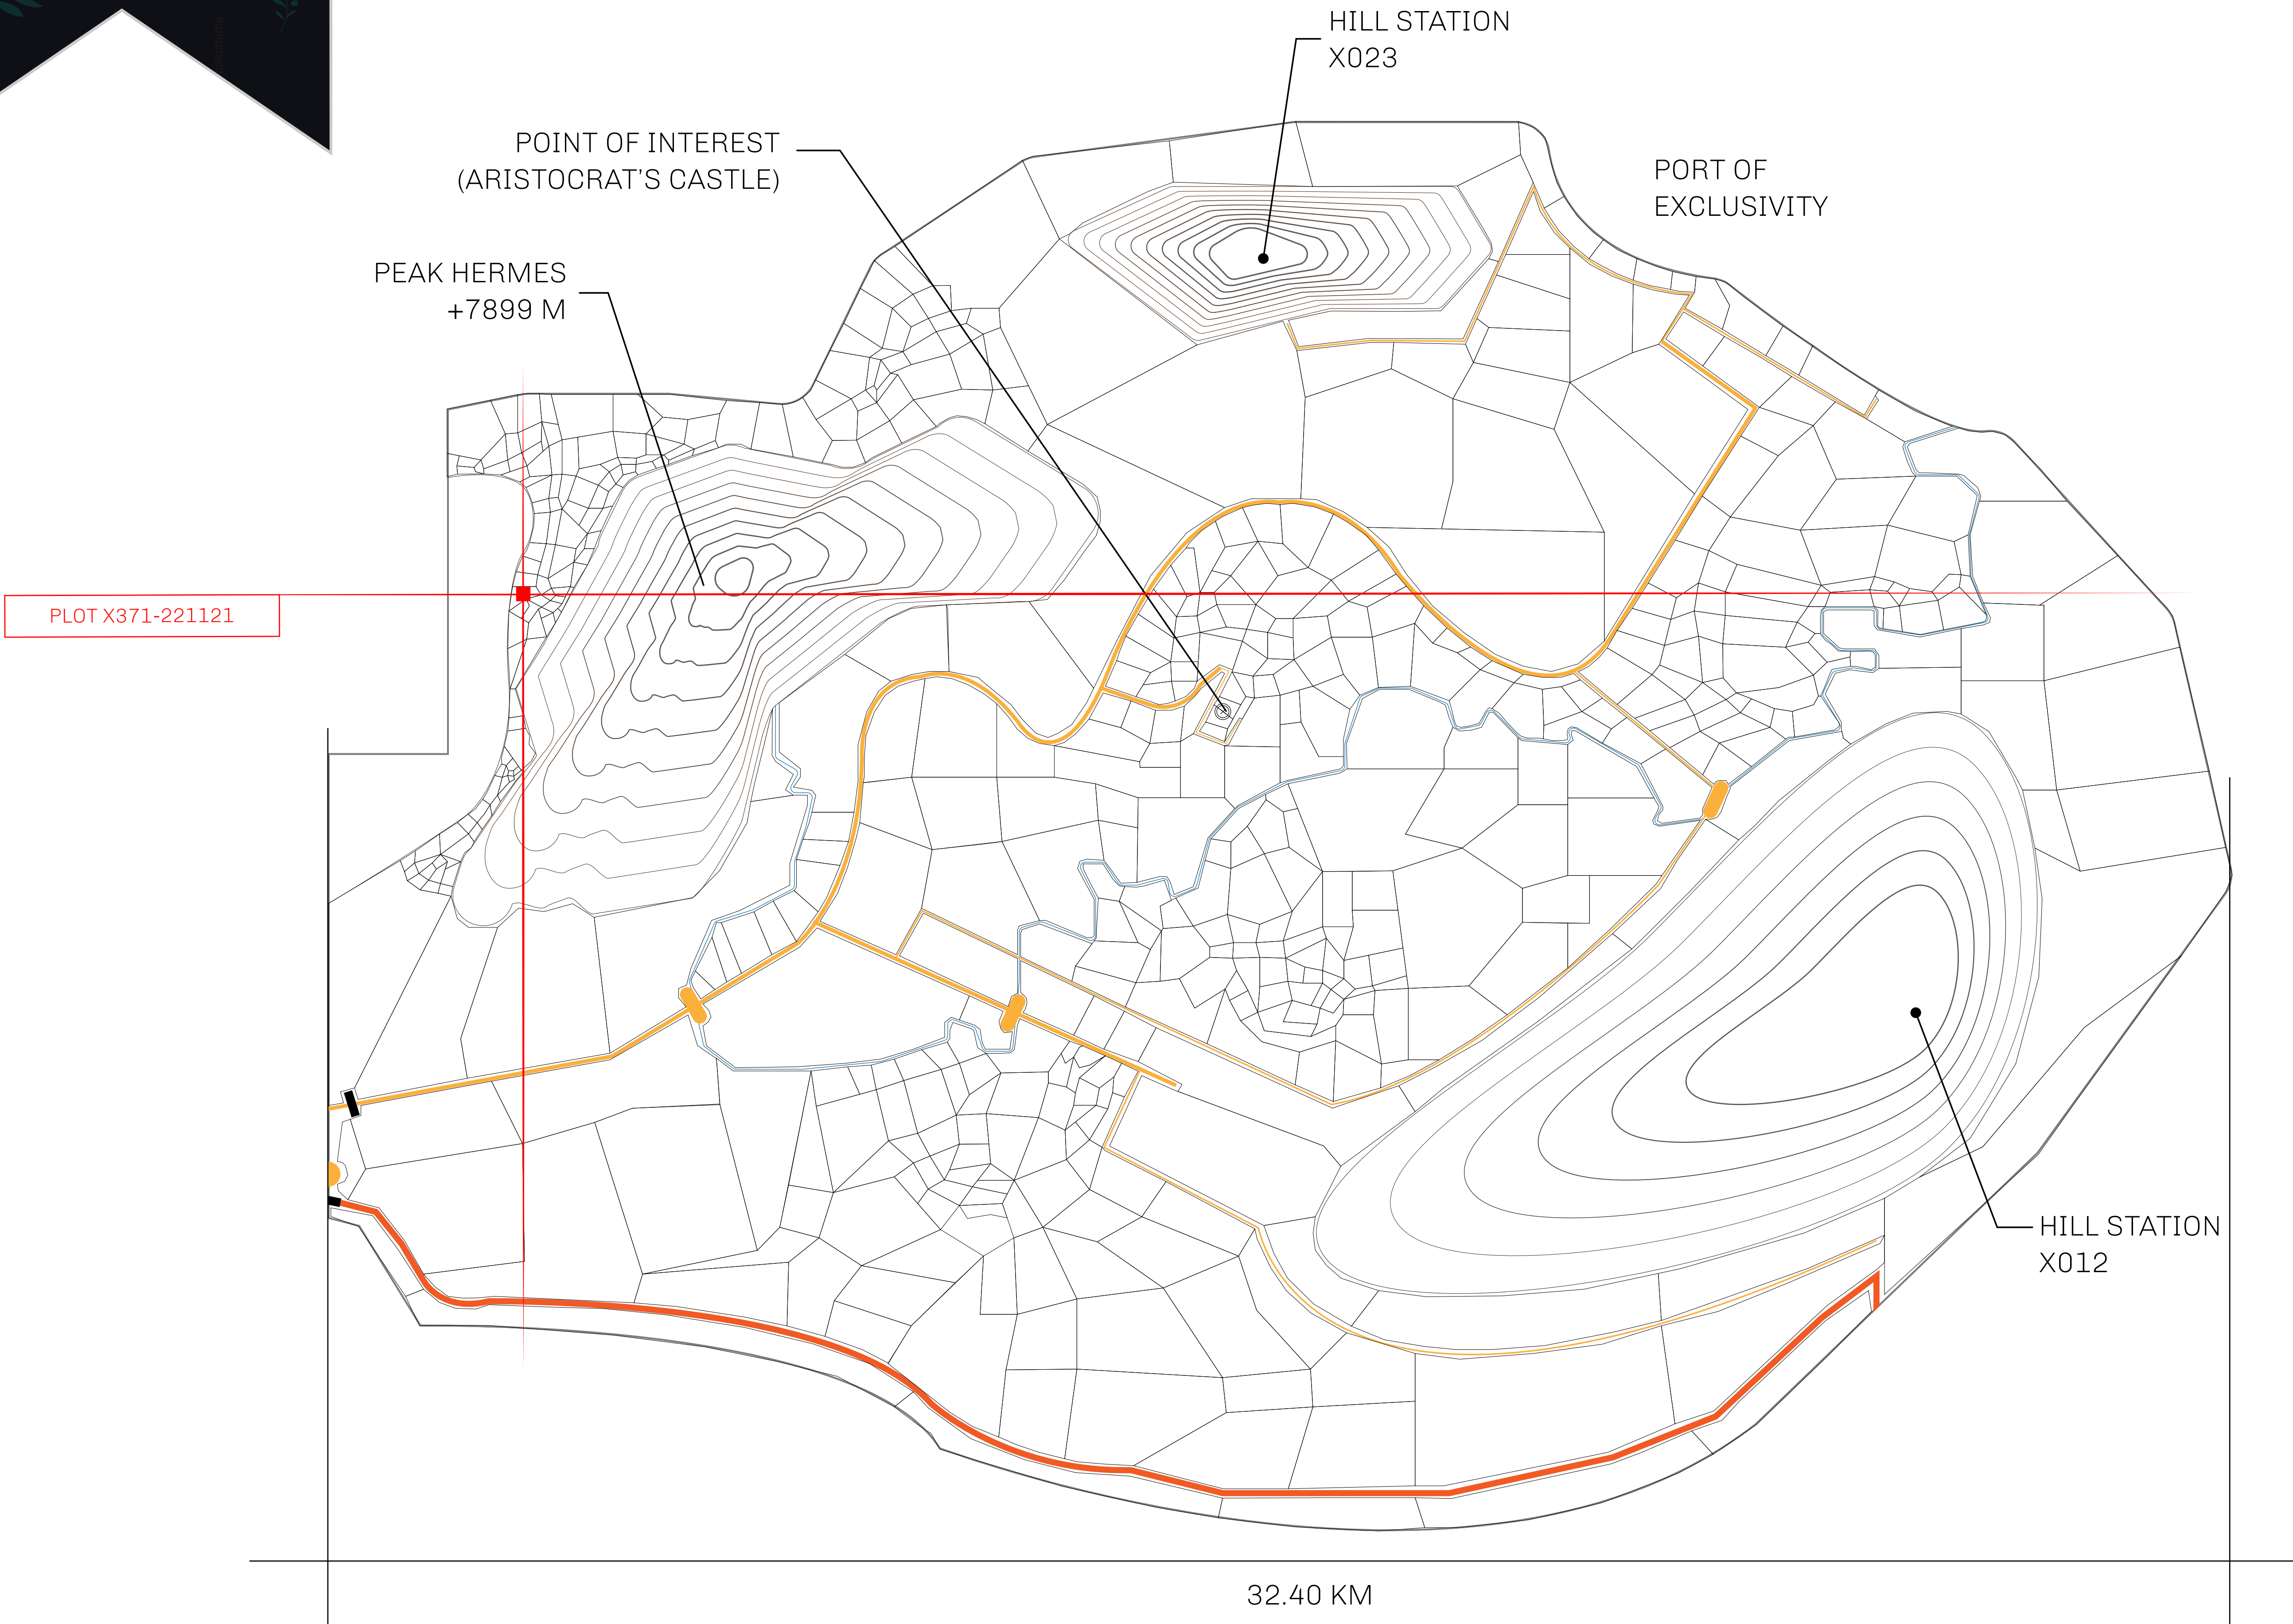 HILL STATION
X023
POINT OF INTEREST
(ARISTOCRAT'S CASTLE)
PORT OF
EXCLUSIVITY
PEAK HERMES
+7899 M
PLOT X371-221121
HILL STATION
X012
32.40 KM